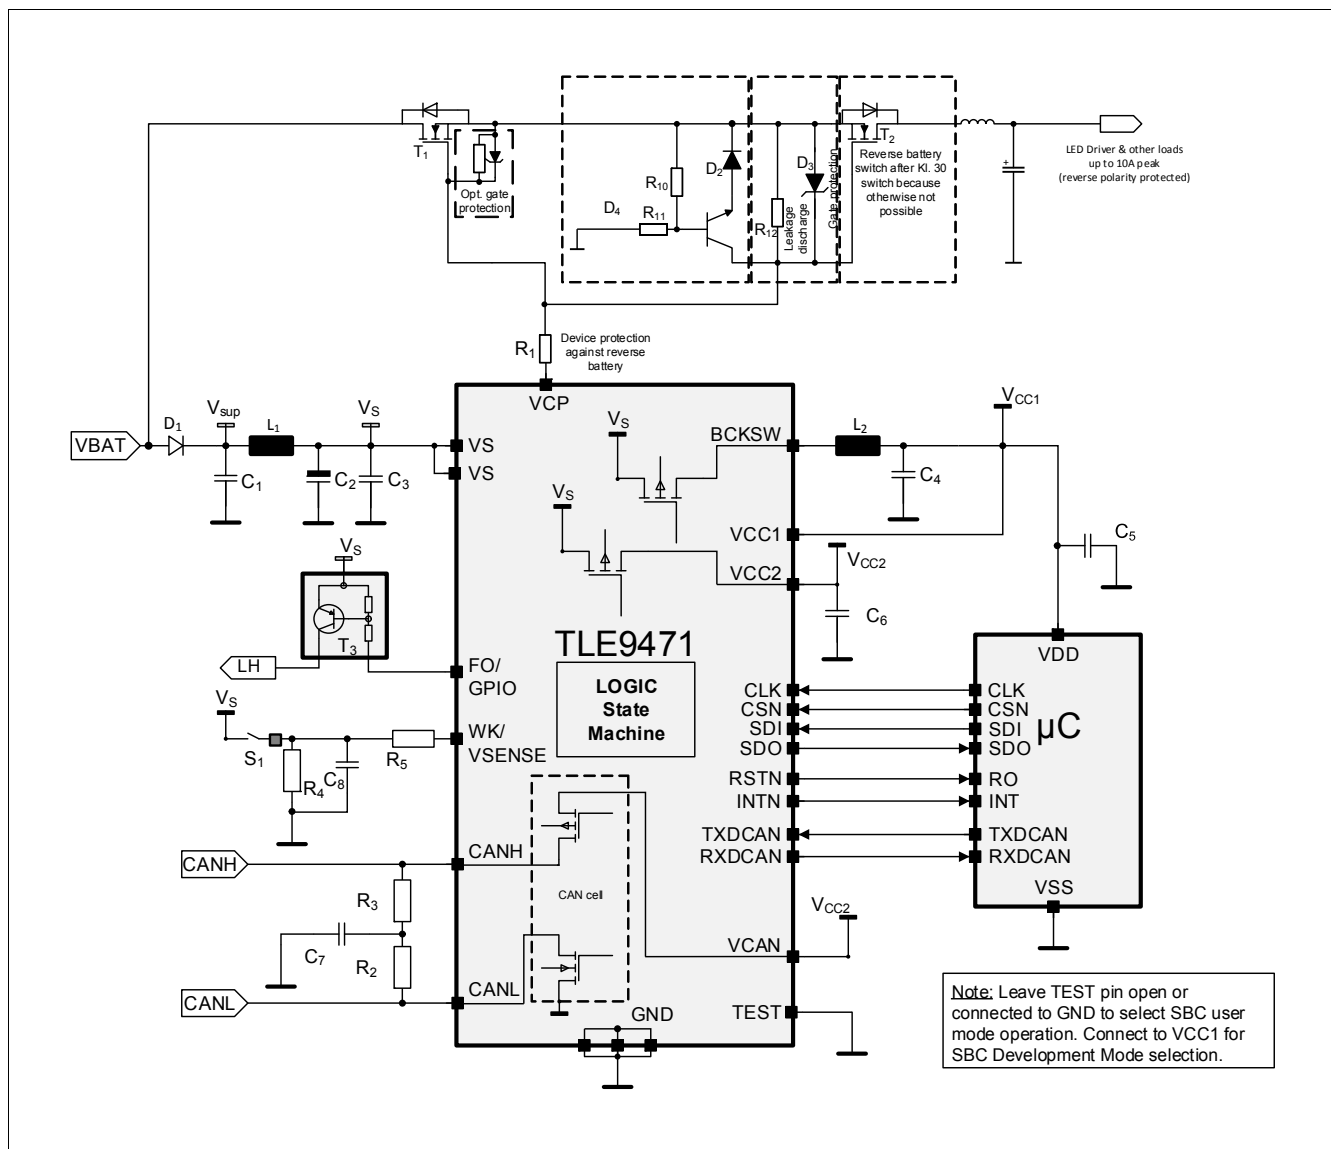 T1
Opt. gate
protection
D4
R10
R11
D2
R12
Leakage
discharge
D3
Gate protection
T2
Reverse battery
switch after Kl. 30
switch because
otherwise not
possible
+
LED Driver & other loads
up to 10A peak
(reverse polarity protected)
R1
Device protection
against reverse
battery
VCP
VBAT
D1
Vsup
L1
VS
C1
C2
C3
VS
VS
VS
VS
BCKSW
L2
VCC1
C4
VCC1
VCC2
VCC2
C5
C6
VS
T3
LH
FO/
GPIO
TLE9471
LOGIC
State
Machine
VS
S1
R4
C8
R5
WK/
VSENSE
CLK
CSN
SDI
SDO
RSTN
INTN
TXDCAN
RXDCAN
VDD
µC
CLK
CSN
SDI
SDO
RO
INT
TXDCAN
RXDCAN
VSS
CANH
CANH
R3
C7
R2
CANL
CANL
CAN cell
VCC2
VCAN
TEST
GND
Note: Leave TEST pin open or
connected to GND to select SBC user
mode operation. Connect to VCC1 for
SBC Development Mode selection.